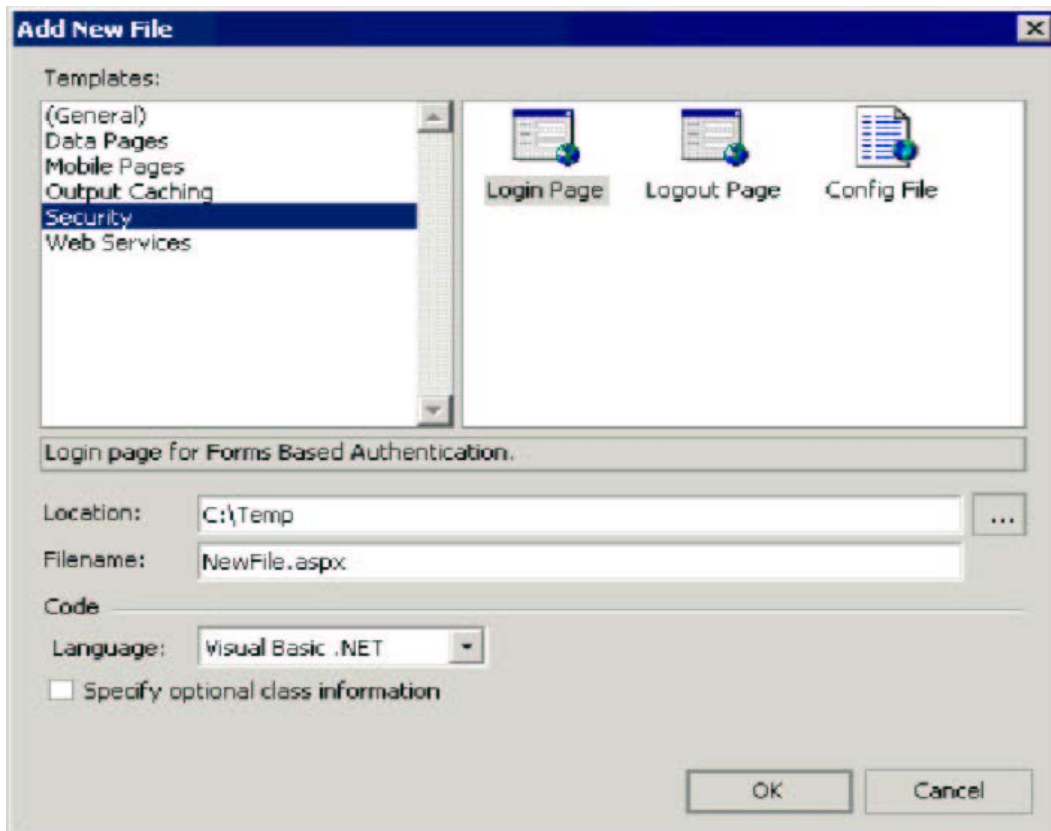 Add New File
Templates:
(General)
Data Pages
Mobile Pages
Output Caching
Security
Web Services
Login Page
Logout Page
Config File
Login page for Forms Based Authentication.
Location:
C:\Temp
...
Filename:
NewFile.aspx
Code
Language:
Visual Basic .NET
Specify optional class information
OK
Cancel